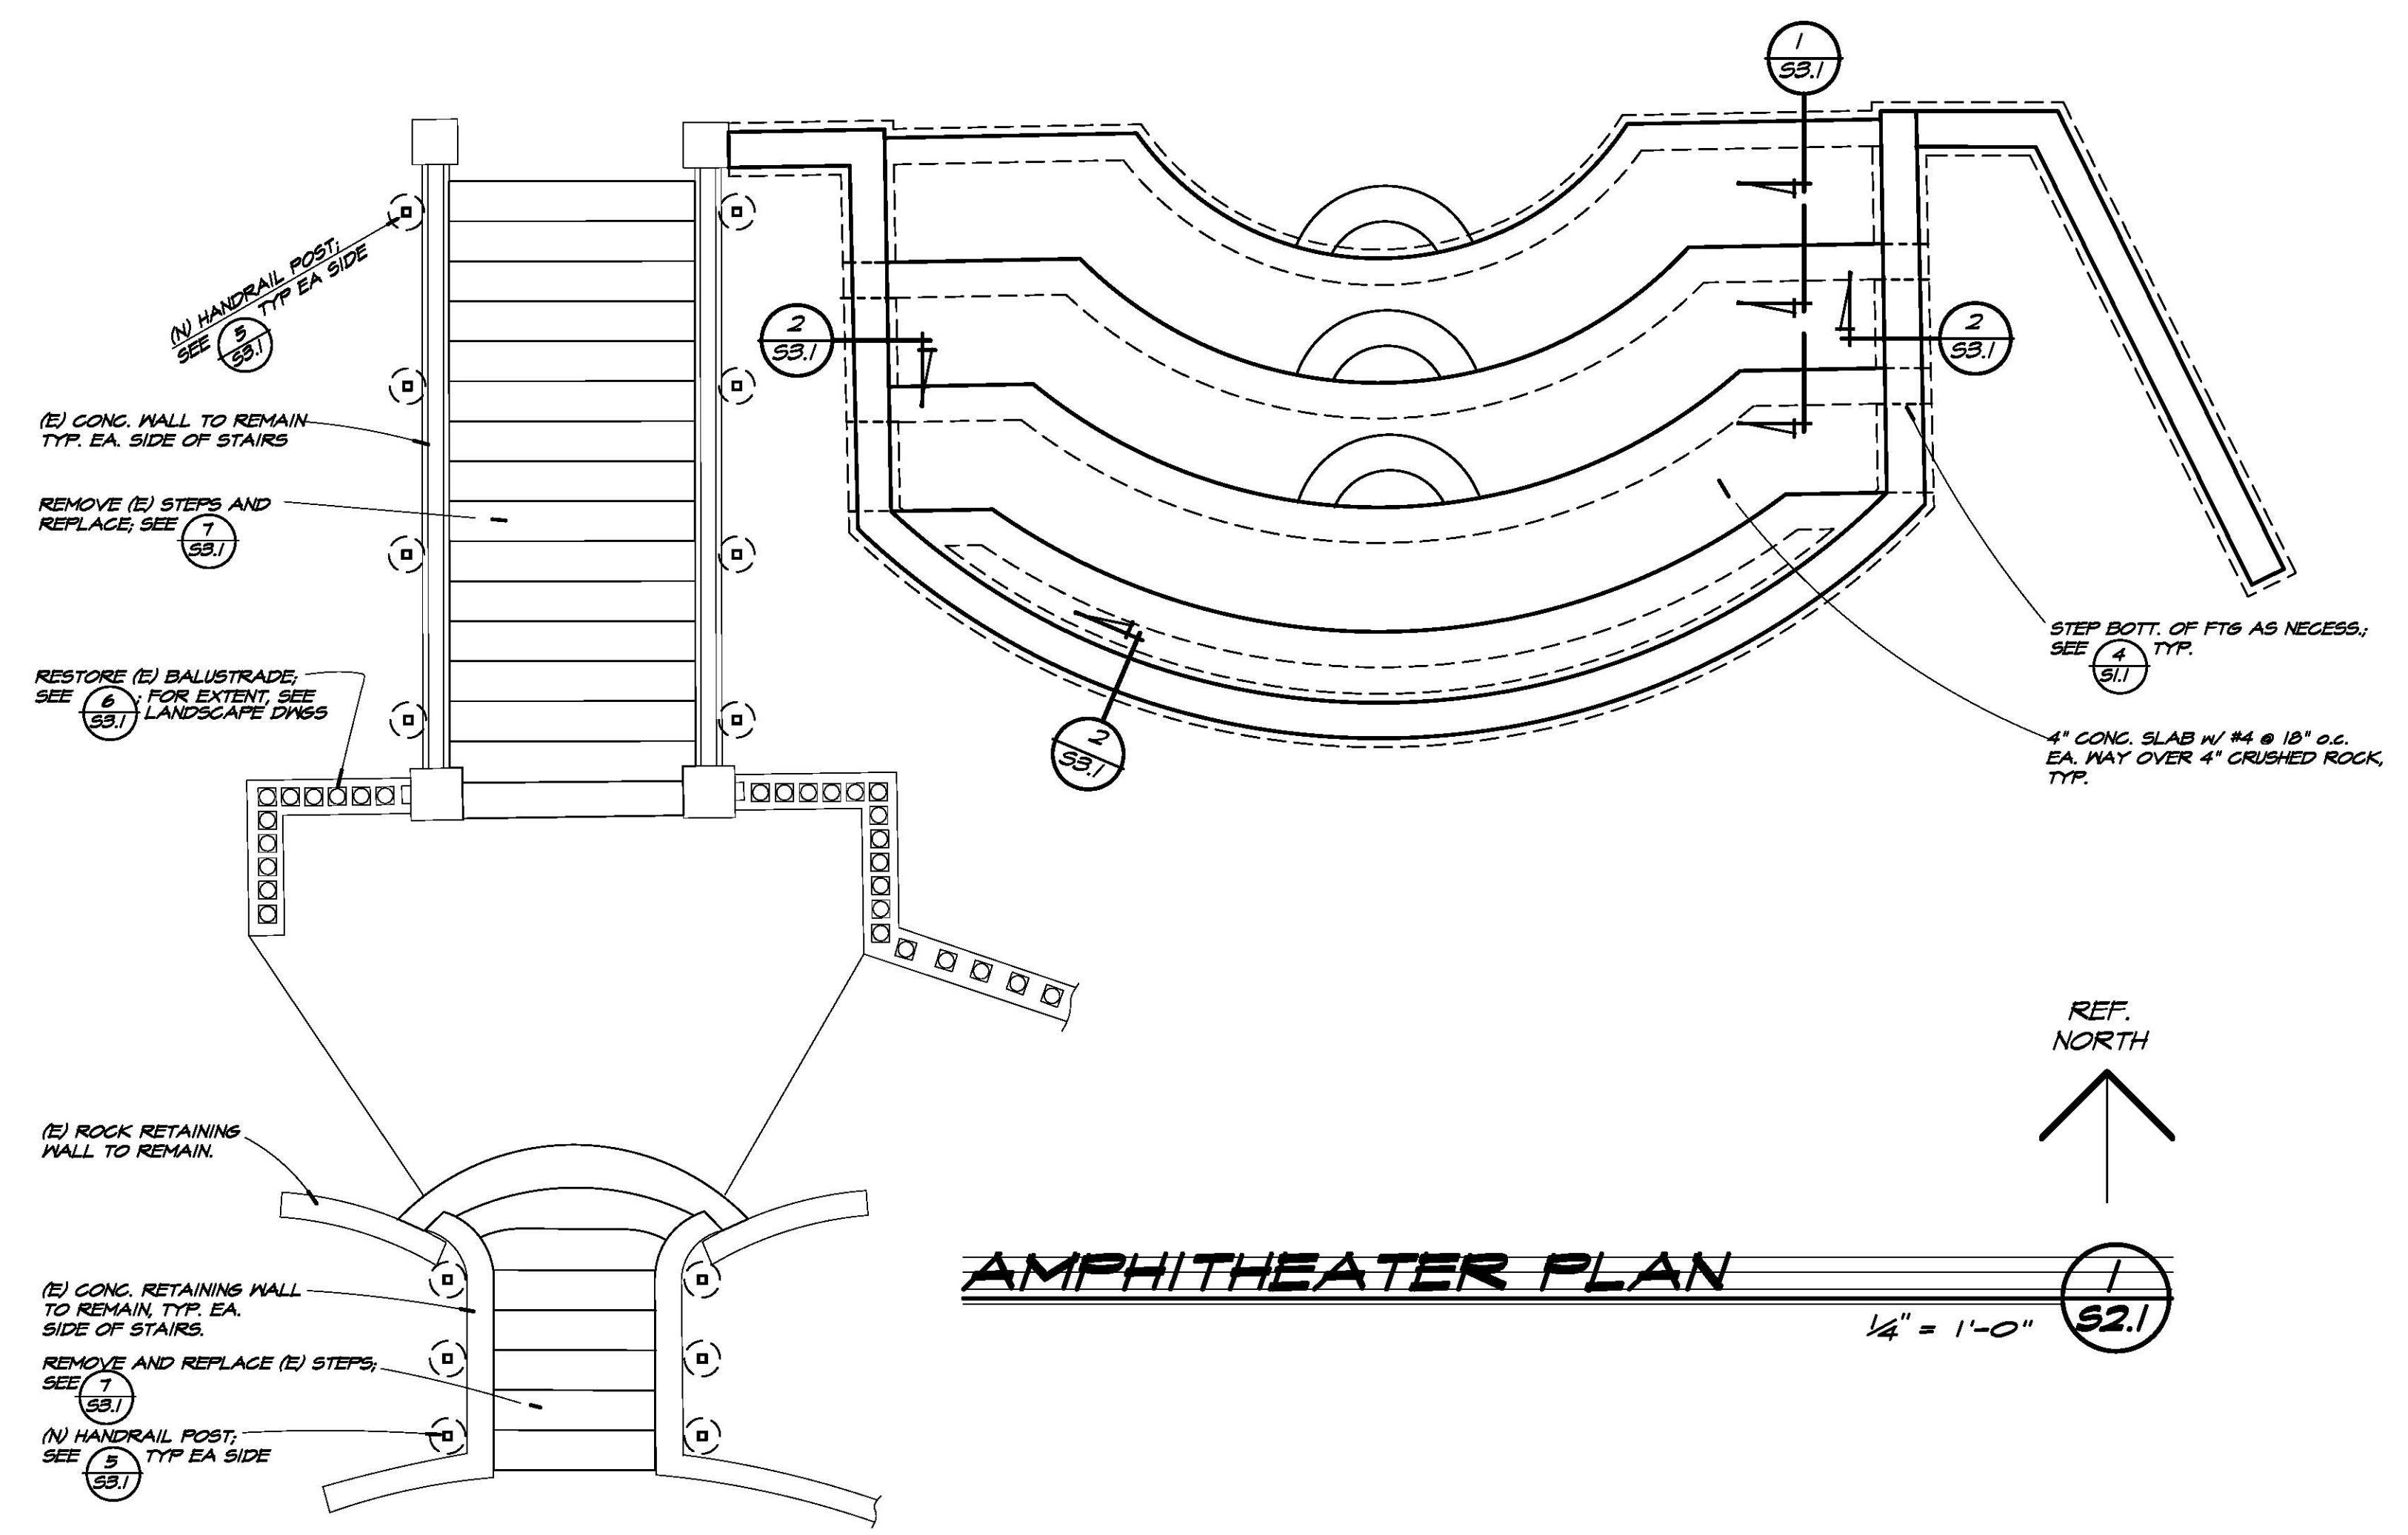 1
S3.1
(N) HANDRAIL POST;
SEE 5/S3.1 TYP EA SIDE
2
S3.1
2
S3.1
(E) CONC. WALL TO REMAIN
TYP. EA. SIDE OF STAIRS
REMOVE (E) STEPS AND
REPLACE; SEE 7/S3.1
STEP BOTT. OF FTG AS NECESS.;
SEE 4/S1.1 TYP.
RESTORE (E) BALUSTRADE;
SEE 6/S3.1 ; FOR EXTENT, SEE
LANDSCAPE DWGS
2
S3.1
4" CONC. SLAB W/ #4 @ 18" O.C.
EA. WAY OVER 4" CRUSHED ROCK,
TYP.
REF.
NORTH
(E) ROCK RETAINING
WALL TO REMAIN.
(E) CONC. RETAINING WALL
TO REMAIN, TYP. EA.
SIDE OF STAIRS.
REMOVE AND REPLACE (E) STEPS;
SEE 7/S3.1
(N) HANDRAIL POST;
SEE 5/S3.1 TYP EA SIDE
AMPHITHEATER PLAN
1/4" = 1'-0"
1
S2.1